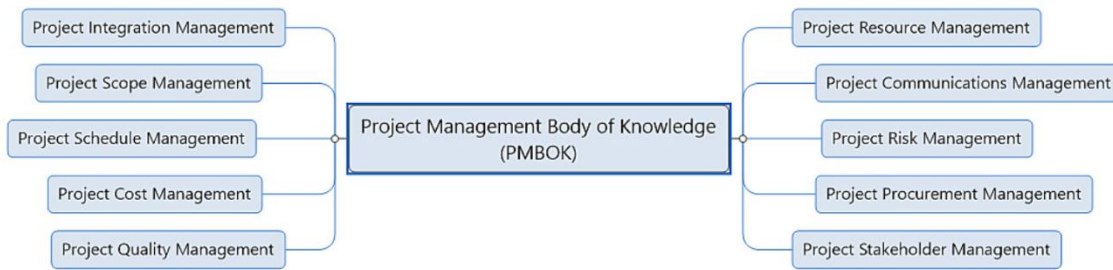 Project Integration Management
Project Scope Management
Project Schedule Management
Project Cost Management
Project Quality Management
Project Management Body of Knowledge
(PMBOK)
Project Resource Management
Project Communications Management
Project Risk Management
Project Procurement Management
Project Stakeholder Management